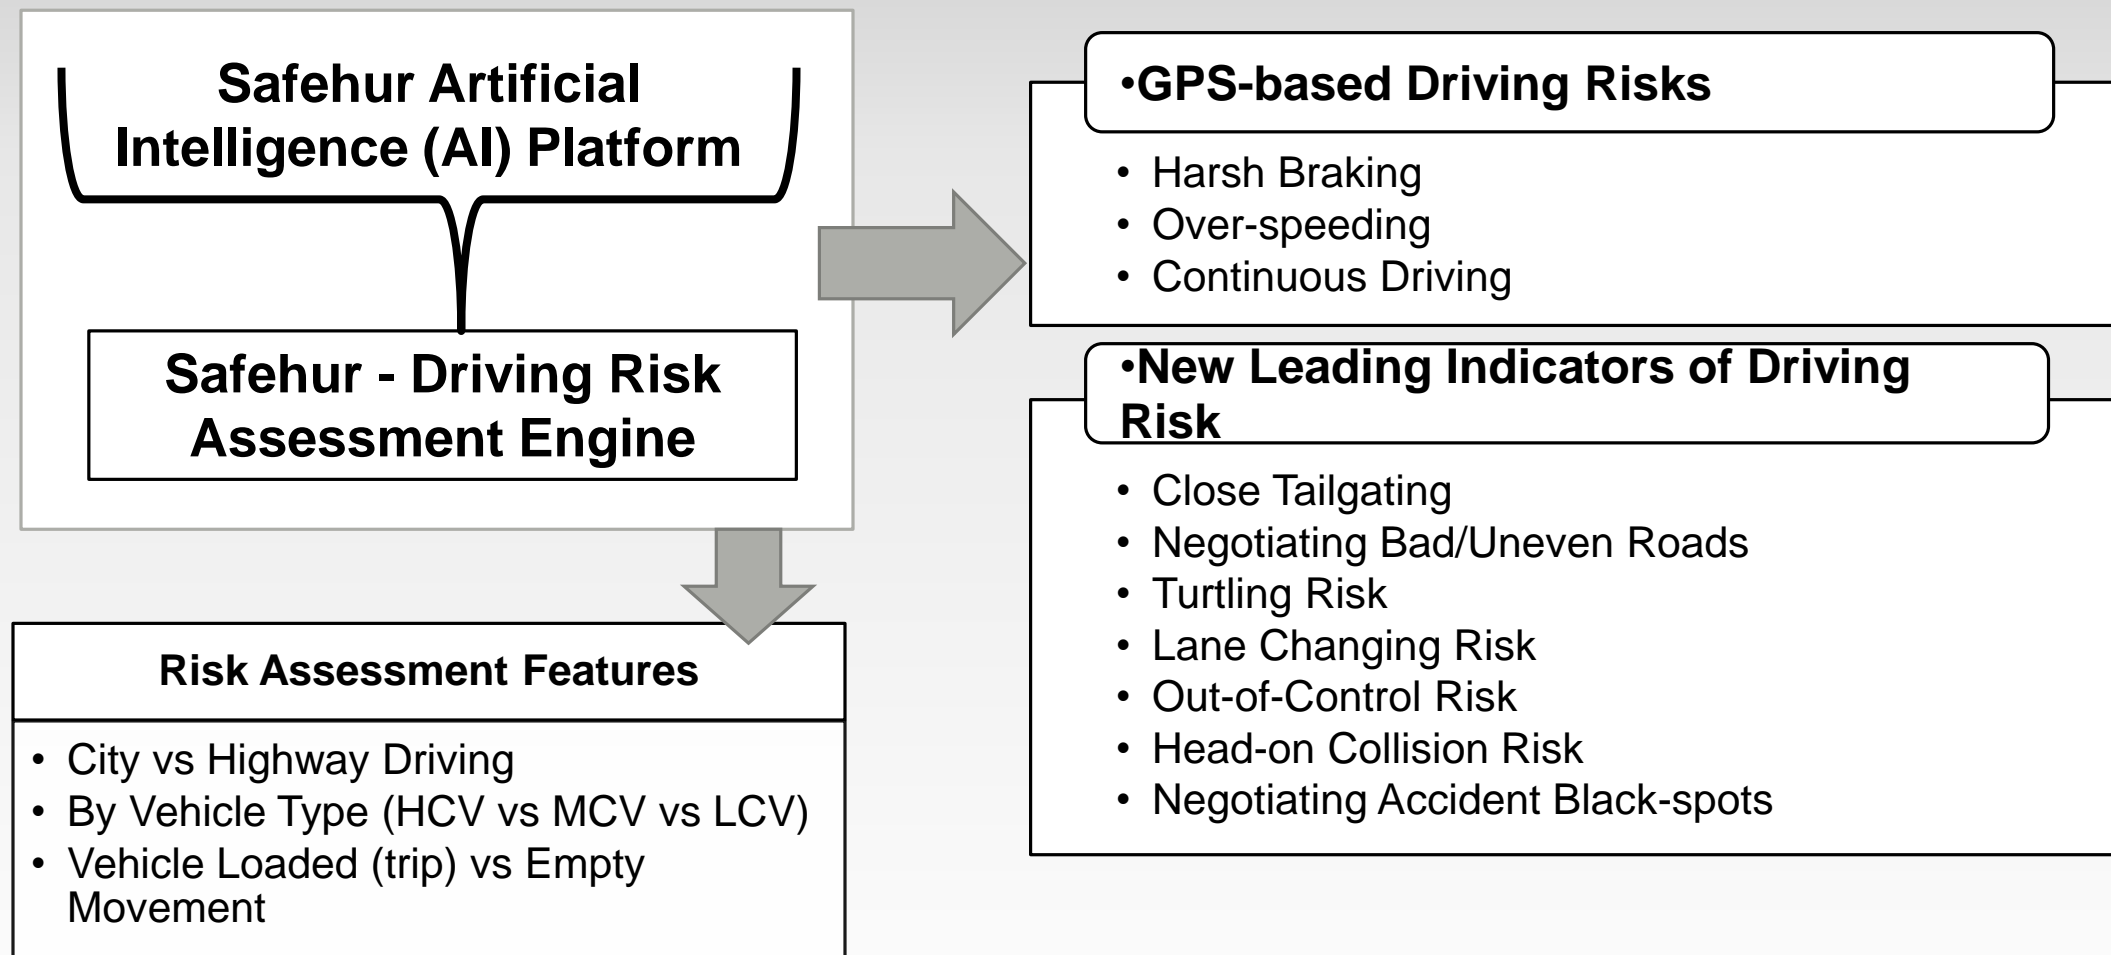 Safehur Artificial
Intelligence (AI) Platform
Safehur - Driving Risk
Assessment Engine
Risk Assessment Features
• City vs Highway Driving
• By Vehicle Type (HCV vs MCV vs LCV)
• Vehicle Loaded (trip) vs Empty
Movement
•GPS-based Driving Risks
• Harsh Braking
• Over-speeding
• Continuous Driving
•New Leading Indicators of Driving
Risk
• Close Tailgating
• Negotiating Bad/Uneven Roads
• Turtling Risk
• Lane Changing Risk
• Out-of-Control Risk
• Head-on Collision Risk
• Negotiating Accident Black-spots